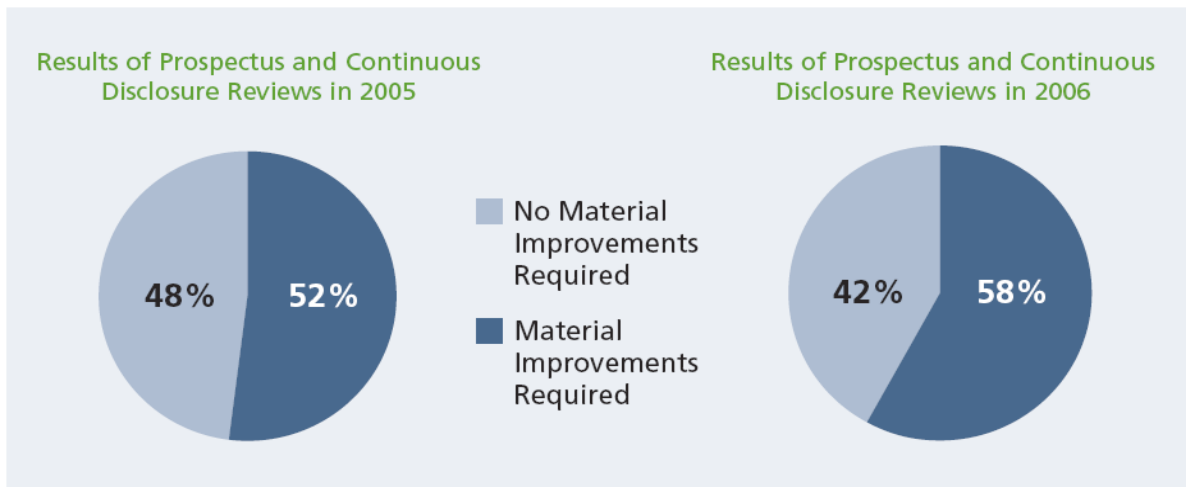 Results of Prospectus and Continuous
Disclosure Reviews in 2005
48%
52%
No Material
Improvements
Required
Material
Improvements
Required
Results of Prospectus and Continuous
Disclosure Reviews in 2006
42%
58%